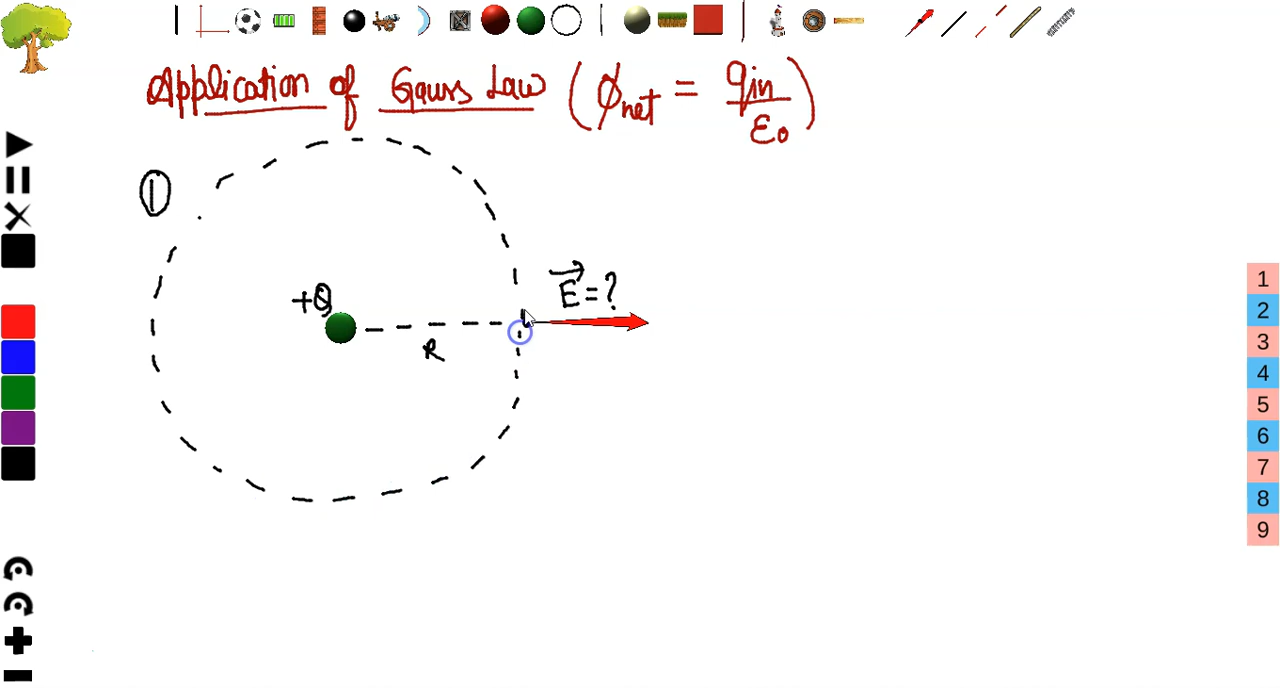 Application of Gauss Law (ϕnet = qin/ε0)
1
+Q
R
E⃗ = ?
1
2
3
4
5
6
7
8
9